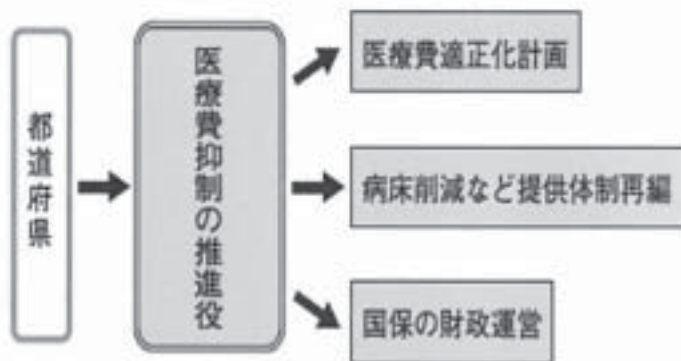 都道府県
医療費抑制の推進役
医療費適正化計画
病床削減など提供体制再編
国保の財政運営